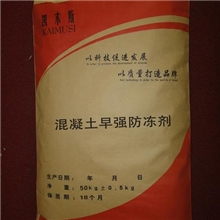 KAIMUSI
以科技促进发展
以质量打造品牌
混凝土早强防冻剂
生产日期： 年 月 日
净重：50kg±0.5kg
保质期：18个月